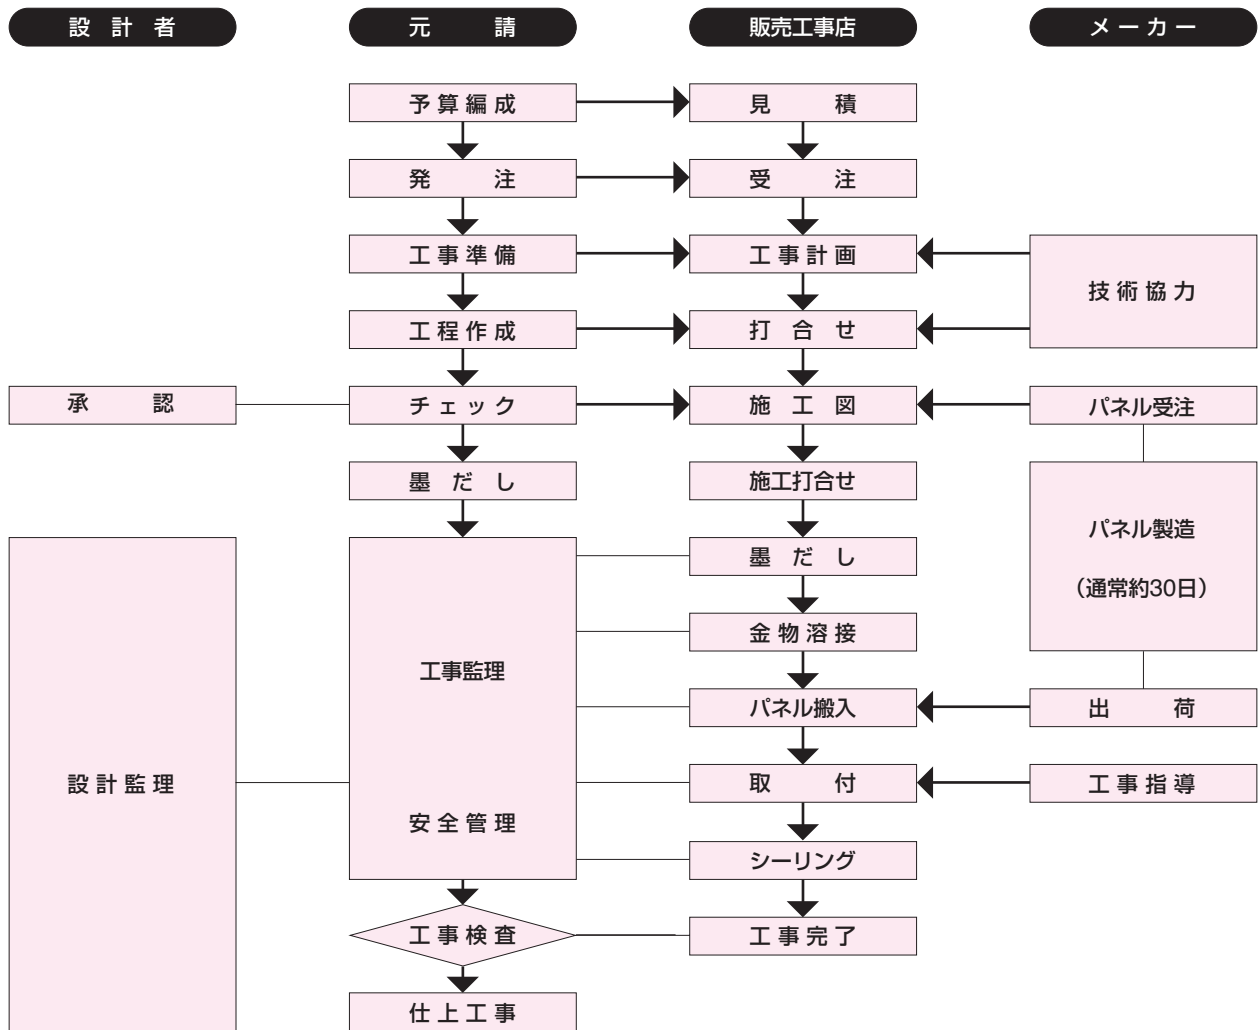 設計者
元請
販売工事店
メーカー
予算編成
見積
発注
受注
工事準備
工事計画
技術協力
工程作成
打合せ
承認
チェック
施工図
パネル受注
墨だし
施工打合せ
パネル製造
(通常約30日)
墨だし
金物溶接
工事監理
パネル搬入
出荷
設計監理
取付
工事指導
安全管理
シーリング
工事検査
工事完了
仕上工事